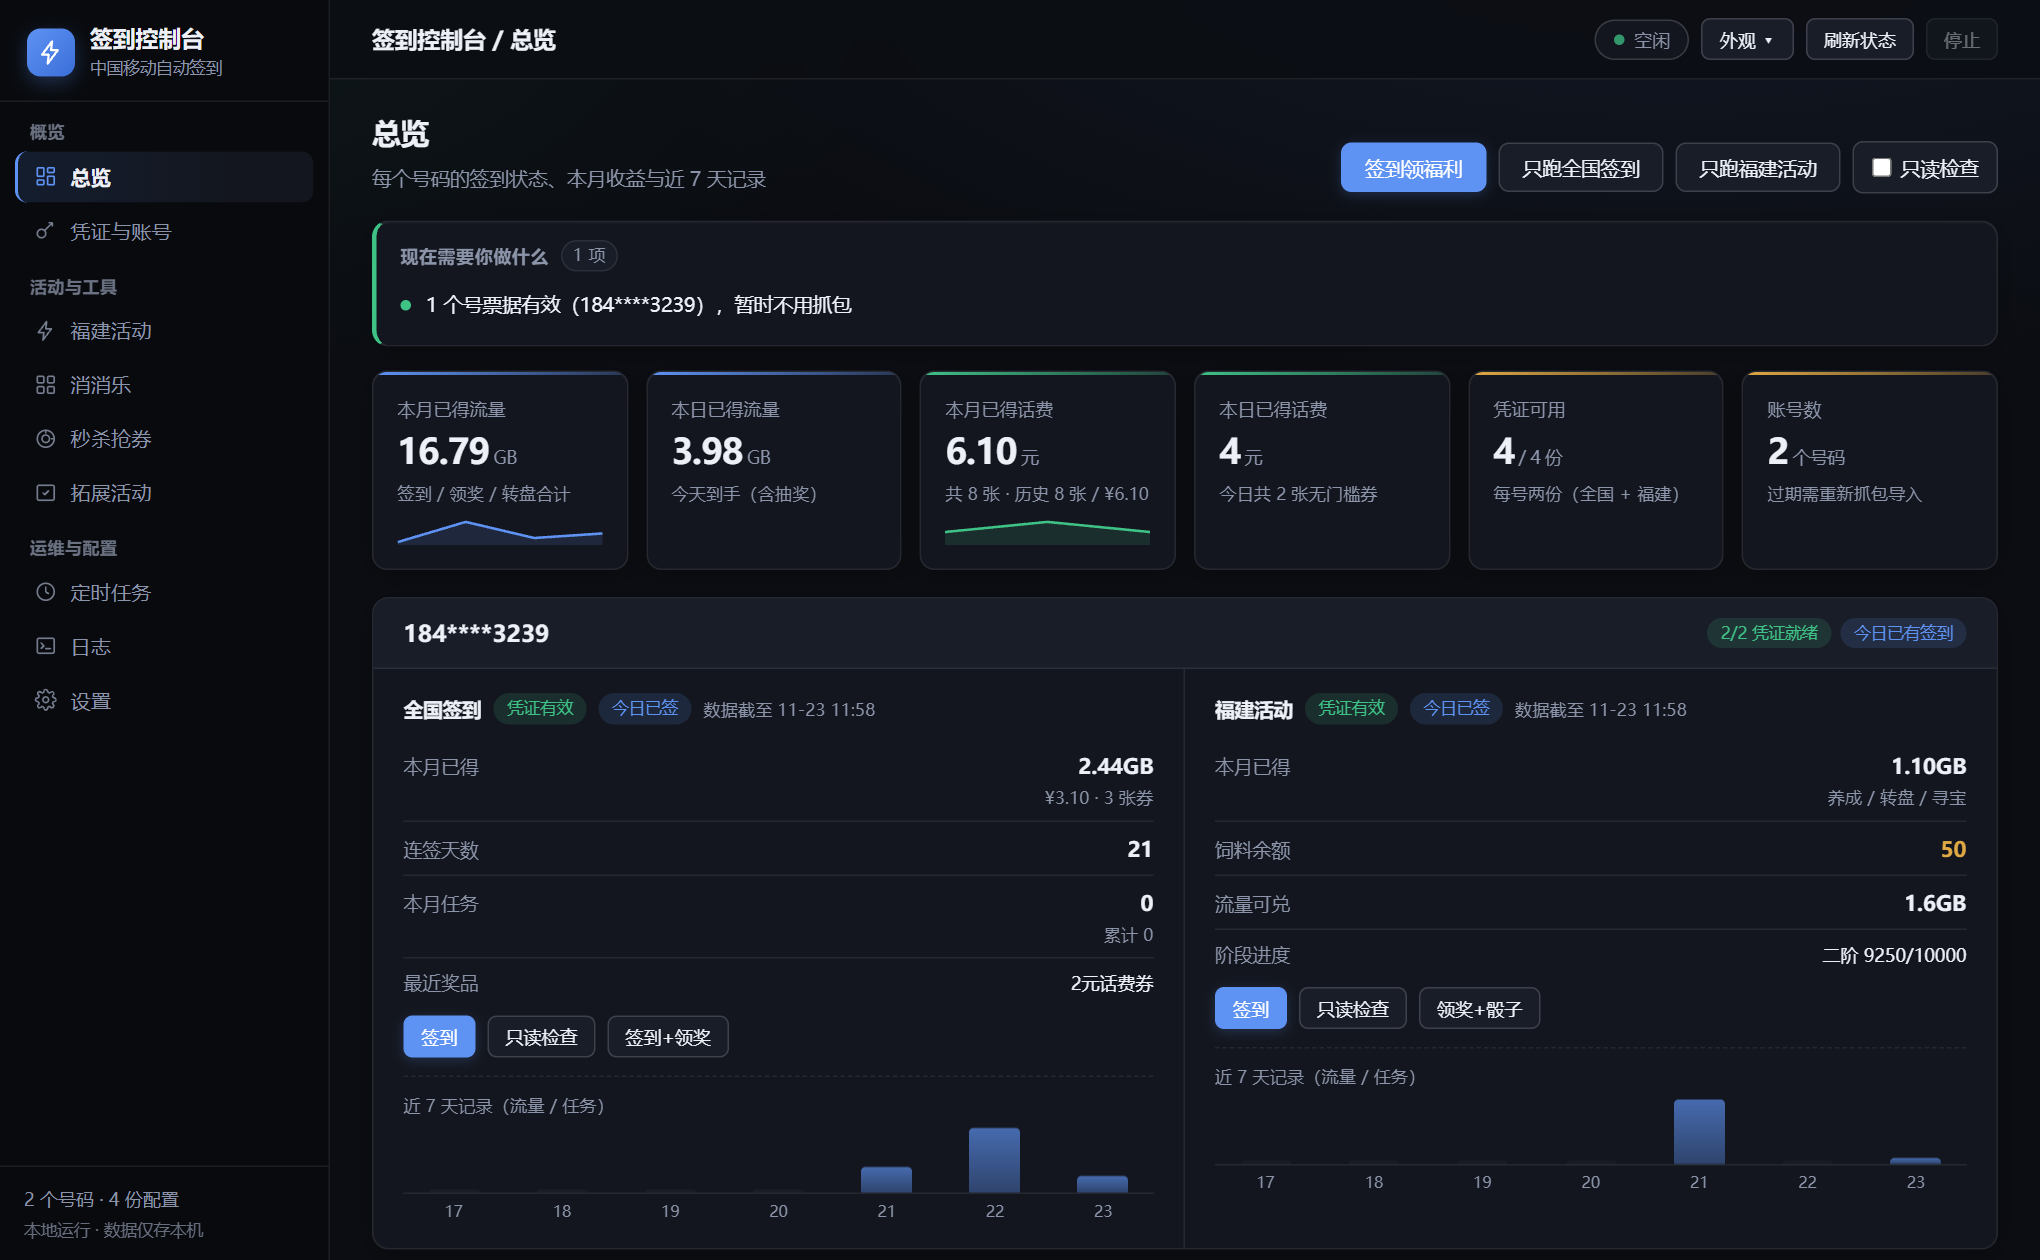 签到控制台
中国移动自动签到
概览
总览
凭证与账号
活动与工具
福建活动
消消乐
秒杀抢券
拓展活动
运维与配置
定时任务
日志
设置
2 个号码 · 4 份配置
本地运行 · 数据仅存本机
签到控制台 / 总览
空闲
外观 ▾
刷新状态
停止
总览
每个号码的签到状态、本月收益与近 7 天记录
签到领福利
只跑全国签到
只跑福建活动
只读检查
现在需要你做什么 1 项
1 个号票据有效（184****3239），暂时不用抓包
本月已得流量
16.79 GB
签到 / 领奖 / 转盘合计
本日已得流量
3.98 GB
今天到手（含抽奖）
本月已得话费
6.10 元
共 8 张 · 历史 8 张 / ¥6.10
本日已得话费
4 元
今日共 2 张无门槛券
凭证可用
4 / 4 份
每号两份（全国 + 福建）
账号数
2 个号码
过期需重新抓包导入
184****3239
2/2 凭证就绪
今日已有签到
全国签到 凭证有效 今日已签 数据截至 11-23 11:58
本月已得 2.44GB
¥3.10 · 3 张券
连签天数 21
本月任务 0
累计 0
最近奖品 2元话费券
签到 只读检查 签到+领奖
近 7 天记录（流量 / 任务）
17 18 19 20 21 22 23
福建活动 凭证有效 今日已签 数据截至 11-23 11:58
本月已得 1.10GB
养成 / 转盘 / 寻宝
饲料余额 50
流量可兑 1.6GB
阶段进度 二阶 9250/10000
签到 只读检查 领奖+骰子
近 7 天记录（流量 / 任务）
17 18 19 20 21 22 23